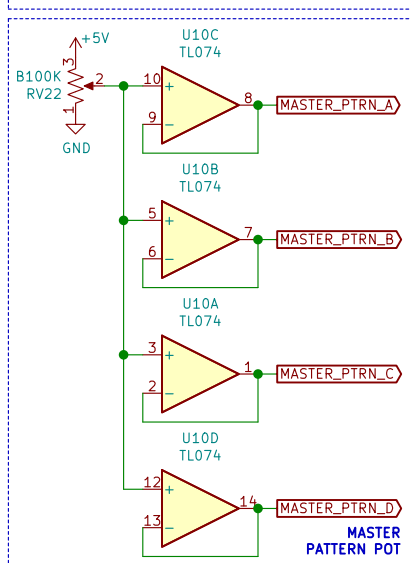 +5V
3
B100K
RV22
2
1
GND
U10C
TL074
10
+
9
-
8
MASTER_PTRN_A
U10B
TL074
5
+
6
-
7
MASTER_PTRN_B
U10A
TL074
3
+
2
-
1
MASTER_PTRN_C
U10D
TL074
12
+
13
-
14
MASTER_PTRN_D
MASTER
PATTERN POT